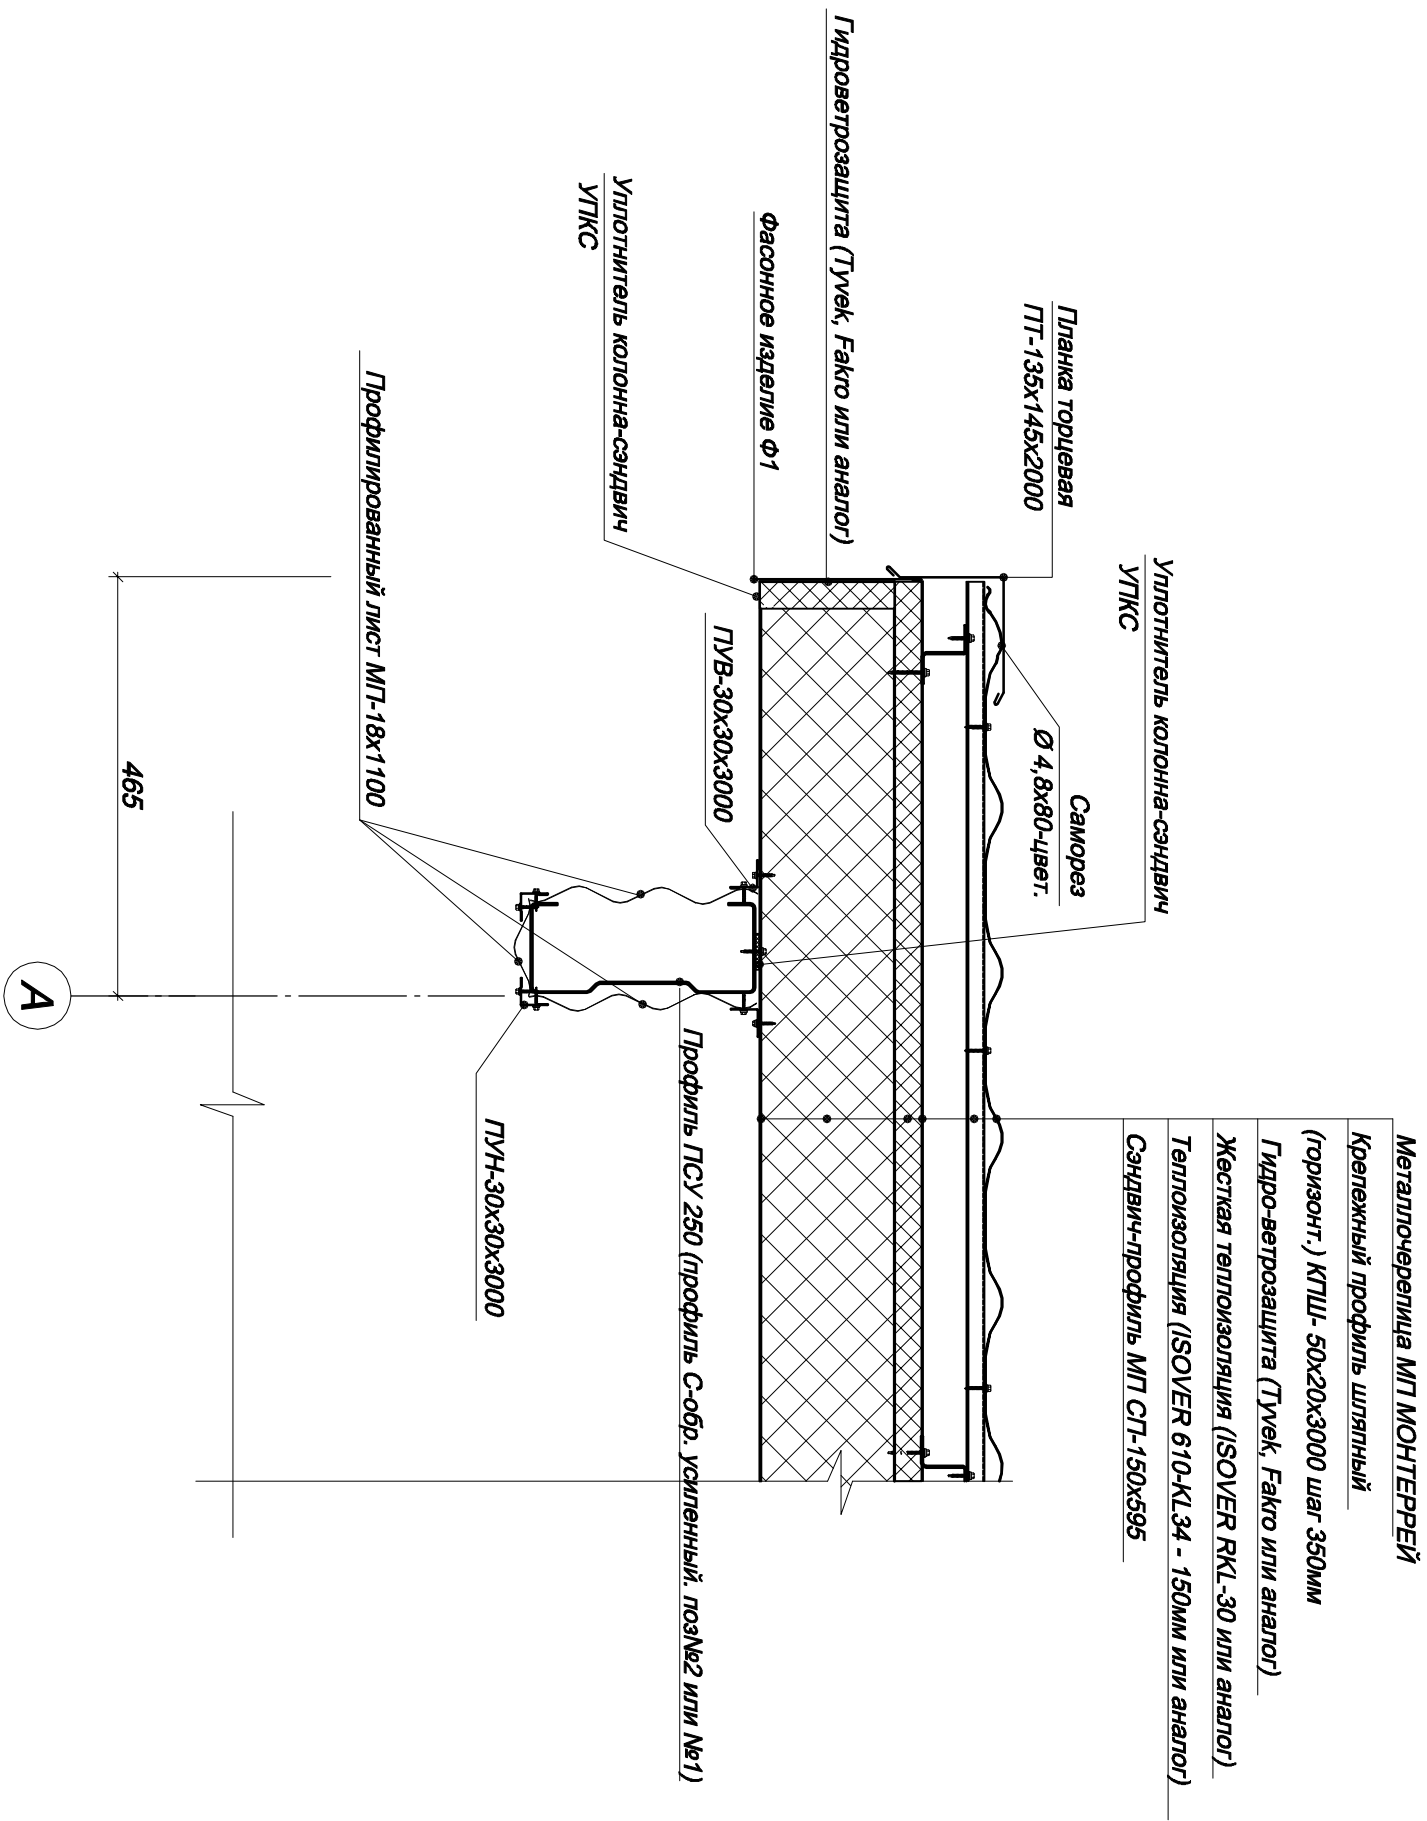 Металлочерепица МП МОНТЕРРЕЙ
Крепежный профиль шляпный
(горизонт.) КПШ- 50х20х3000 шаг 350мм
Гидро-ветрозащита (Tyvek, Fakro или аналог)
Жесткая теплоизоляция (ISOVER RKL-30 или аналог)
Теплоизоляция (ISOVER 610-KL34 - 150мм или аналог)
Сэндвич-профиль МП СП-150х595
Уплотнитель колонна-сэндвич
УПКС
Саморез
Ø 4,8х80-цвет.
Планка торцевая
ПТ-135х145х2000
Гидроветрозащита (Tyvek, Fakro или аналог)
Фасонное изделие Ф1
Уплотнитель колонна-сэндвич
УПКС
ПУВ-30х30х3000
Профиль ПСУ 250 (профиль С-обр. усиленный. поз№2 или №1)
ПУН-30х30х3000
Профилированный лист МП-18х1100
465
А